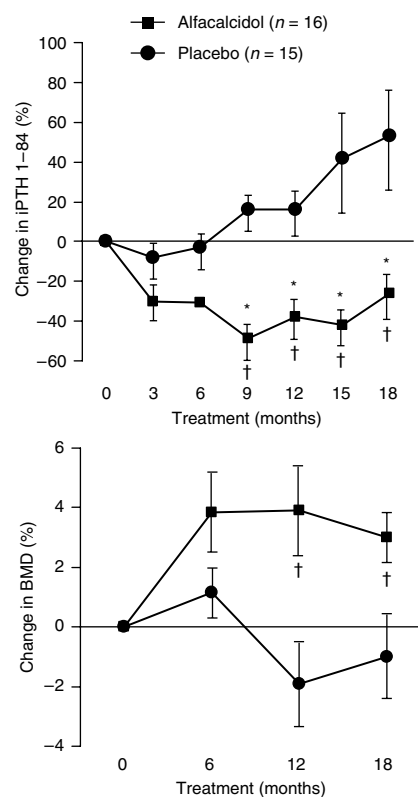 Alfacalcidol (n = 16)
Placebo (n = 15)
Change in iPTH 1–84 (%)
100
80
60
40
20
0
−20
−40
−60
* * * *
† † † †
0 3 6 9 12 15 18
Treatment (months)
Change in BMD (%)
6
4
2
0
−2
−4
† †
0 6 12 18
Treatment (months)